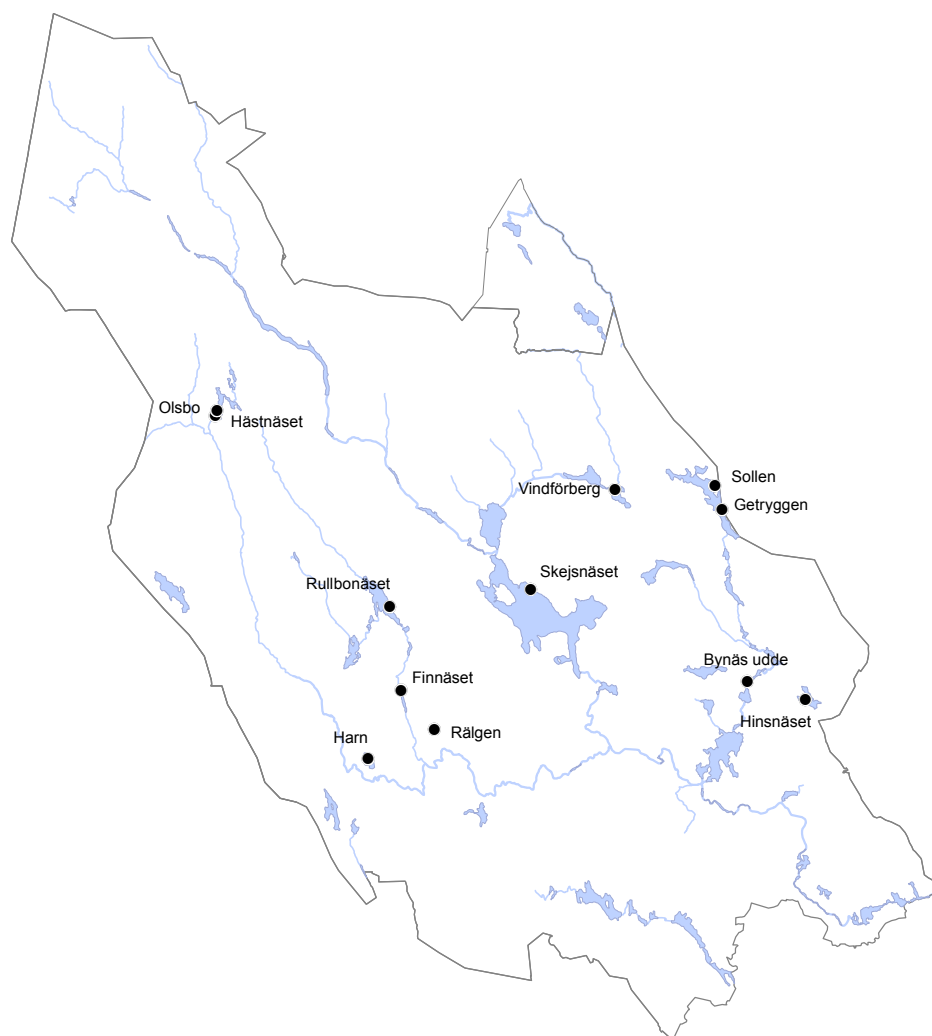 Olsbo
Hästnäset
Sollen
Vindförberg
Getryggen
Skejsnäset
Rullbonäset
Bynäs udde
Finnäset
Hinsnäset
Rälgen
Harn